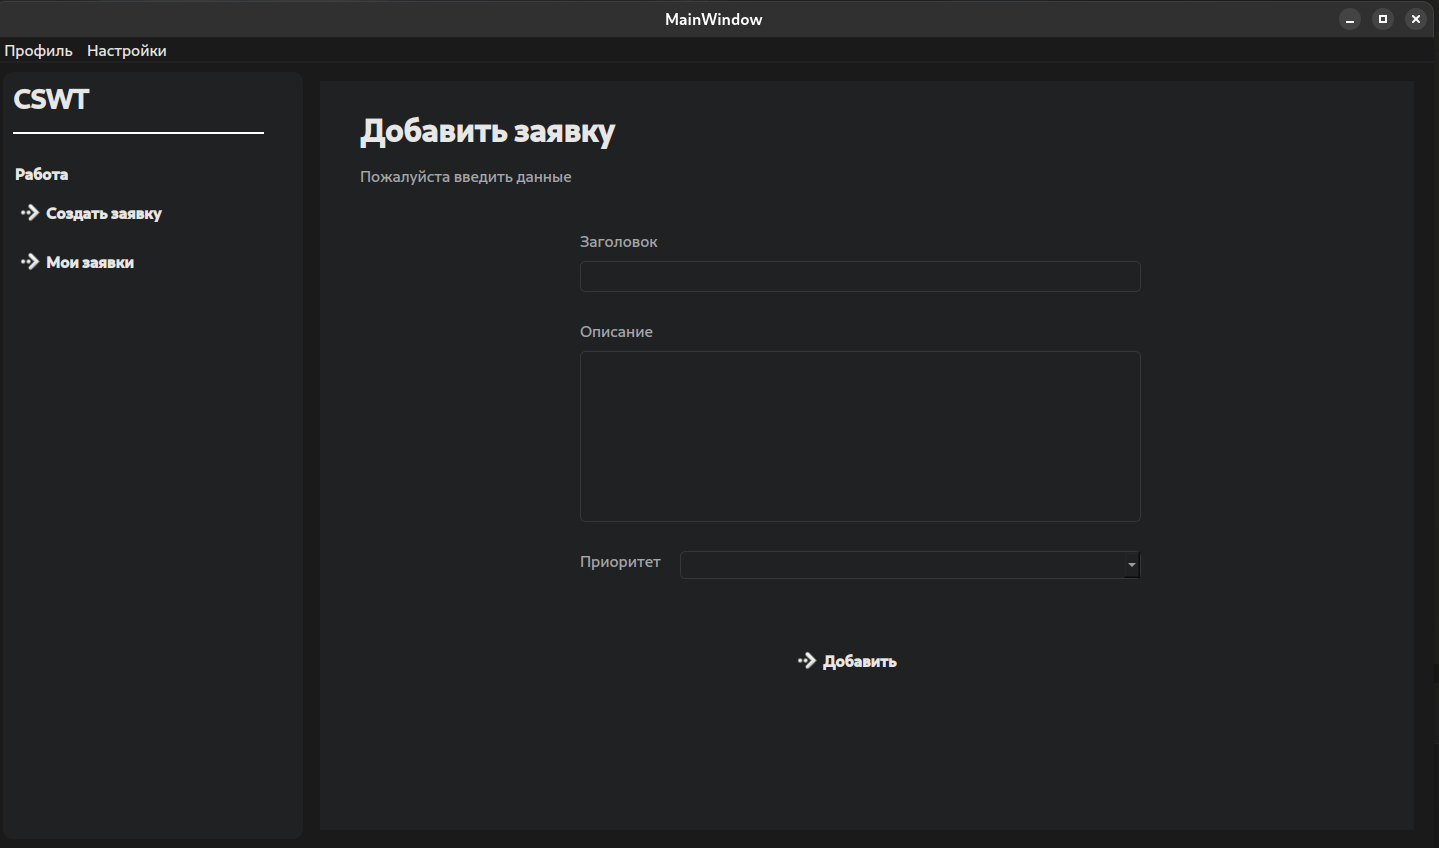 MainWindow
Профиль Настройки
CSWT
Работа
Создать заявку
Мои заявки
Добавить заявку
Пожалуйста введить данные
Заголовок
Описание
Приоритет
Добавить